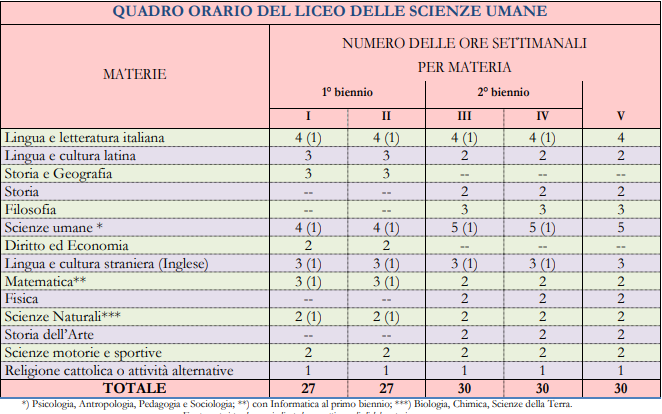 QUADRO ORARIO DEL LICEO DELLE SCIENZE UMANE
MATERIE
NUMERO DELLE ORE SETTIMANALI
PER MATERIA
1° biennio 2° biennio
I II III IV V
Lingua e letteratura italiana 4 (1) 4 (1) 4 (1) 4 (1) 4
Lingua e cultura latina 3 3 2 2 2
Storia e Geografia 3 3 -- -- --
Storia -- -- 2 2 2
Filosofia -- -- 3 3 3
Scienze umane * 4 (1) 4 (1) 5 (1) 5 (1) 5
Diritto ed Economia 2 2 -- -- --
Lingua e cultura straniera (Inglese) 3 (1) 3 (1) 3 (1) 3 (1) 3
Matematica** 3 (1) 3 (1) 2 2 2
Fisica -- -- 2 2 2
Scienze Naturali*** 2 (1) 2 (1) 2 2 2
Storia dell'Arte -- -- 2 2 2
Scienze motorie e sportive 2 2 2 2 2
Religione cattolica o attività alternative 1 1 1 1 1
TOTALE 27 27 30 30 30
*) Psicologia, Antropologia, Pedagogia e Sociologia; **) con Informatica al primo biennio; ***) Biologia, Chimica, Scienze della Terra.